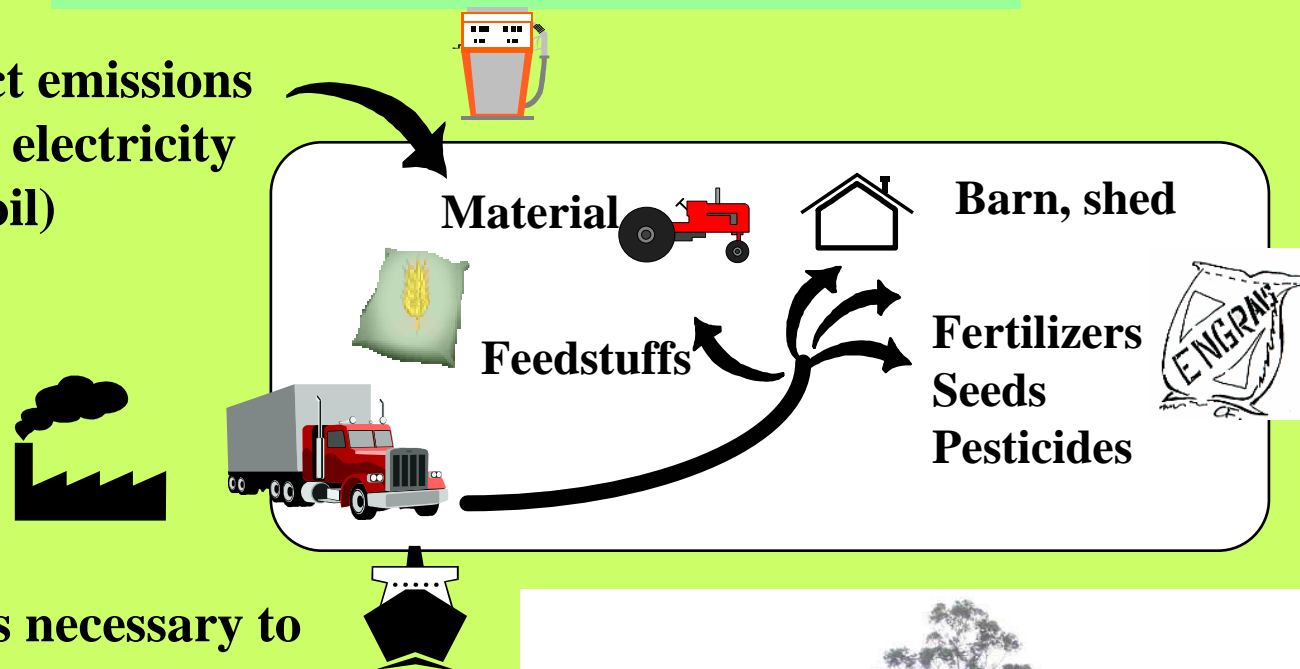 ct emissions
electricity
oil)
Material
Barn, shed
Feedstuffs
Fertilizers
Seeds
Pesticides
ENGRAIS
s necessary to